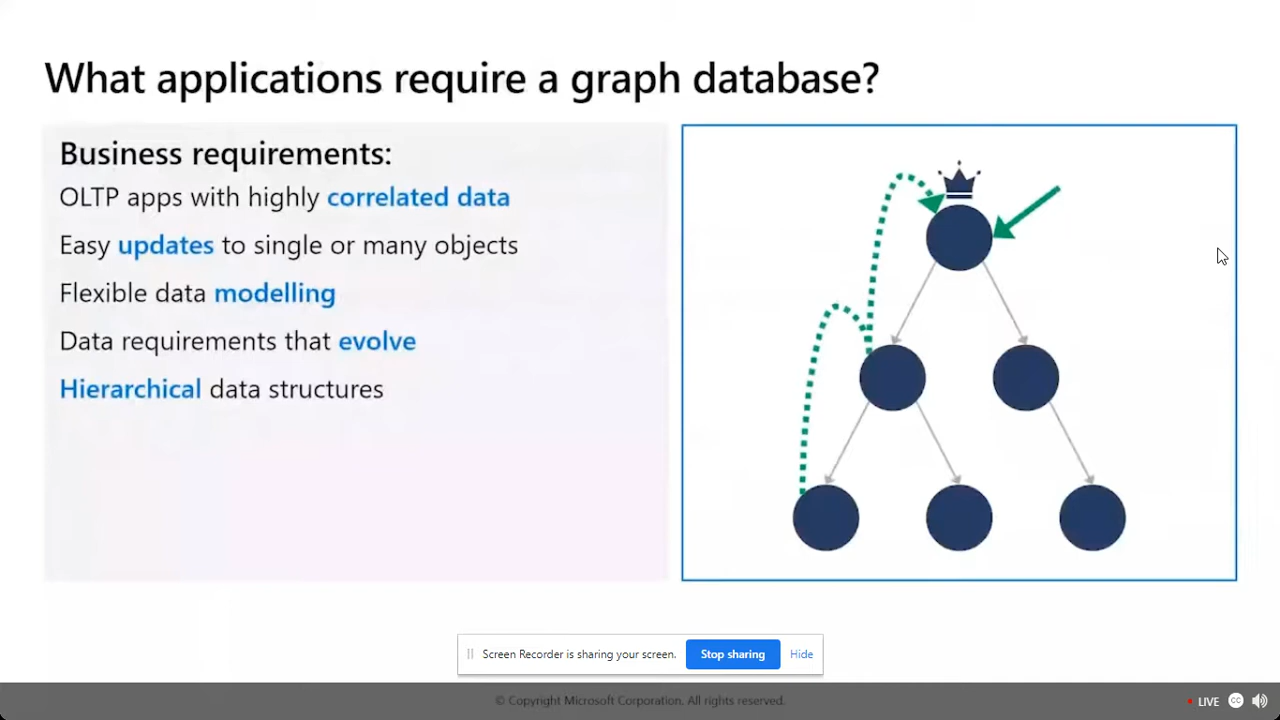 What applications require a graph database?
Business requirements:
OLTP apps with highly correlated data
Easy updates to single or many objects
Flexible data modelling
Data requirements that evolve
Hierarchical data structures
Screen Recorder is sharing your screen. Stop sharing Hide
© Copyright Microsoft Corporation. All rights reserved.
LIVE CC